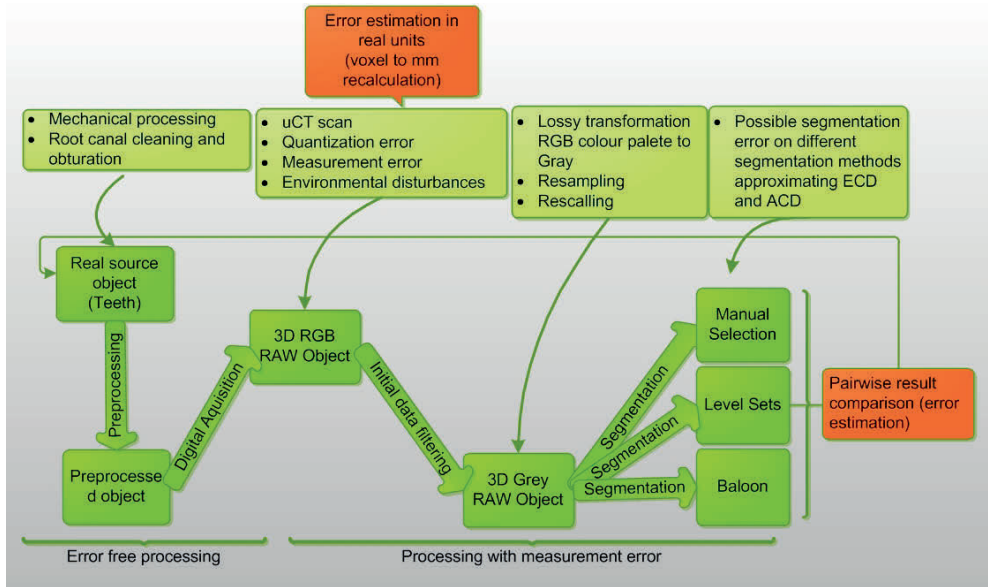 Error estimation in
real units
(voxel to mm
recalculation)
• Mechanical processing
• Root canal cleaning and
obturation
• uCT scan
• Quantization error
• Measurement error
• Environmental disturbances
• Lossy transformation
RGB colour palete to
Gray
• Resampling
• Rescalling
• Possible segmentation
error on different
segmentation methods
approximating ECD
and ACD
Real source
object
(Teeth)
Preprocessing
Preprocesse
d object
Digital Aquisition
3D RGB
RAW Object
Initial data filtering
3D Grey
RAW Object
Segmentation
Segmentation
Segmentation
Manual
Selection
Level Sets
Baloon
Pairwise result
comparison (error
estimation)
Error free processing
Processing with measurement error